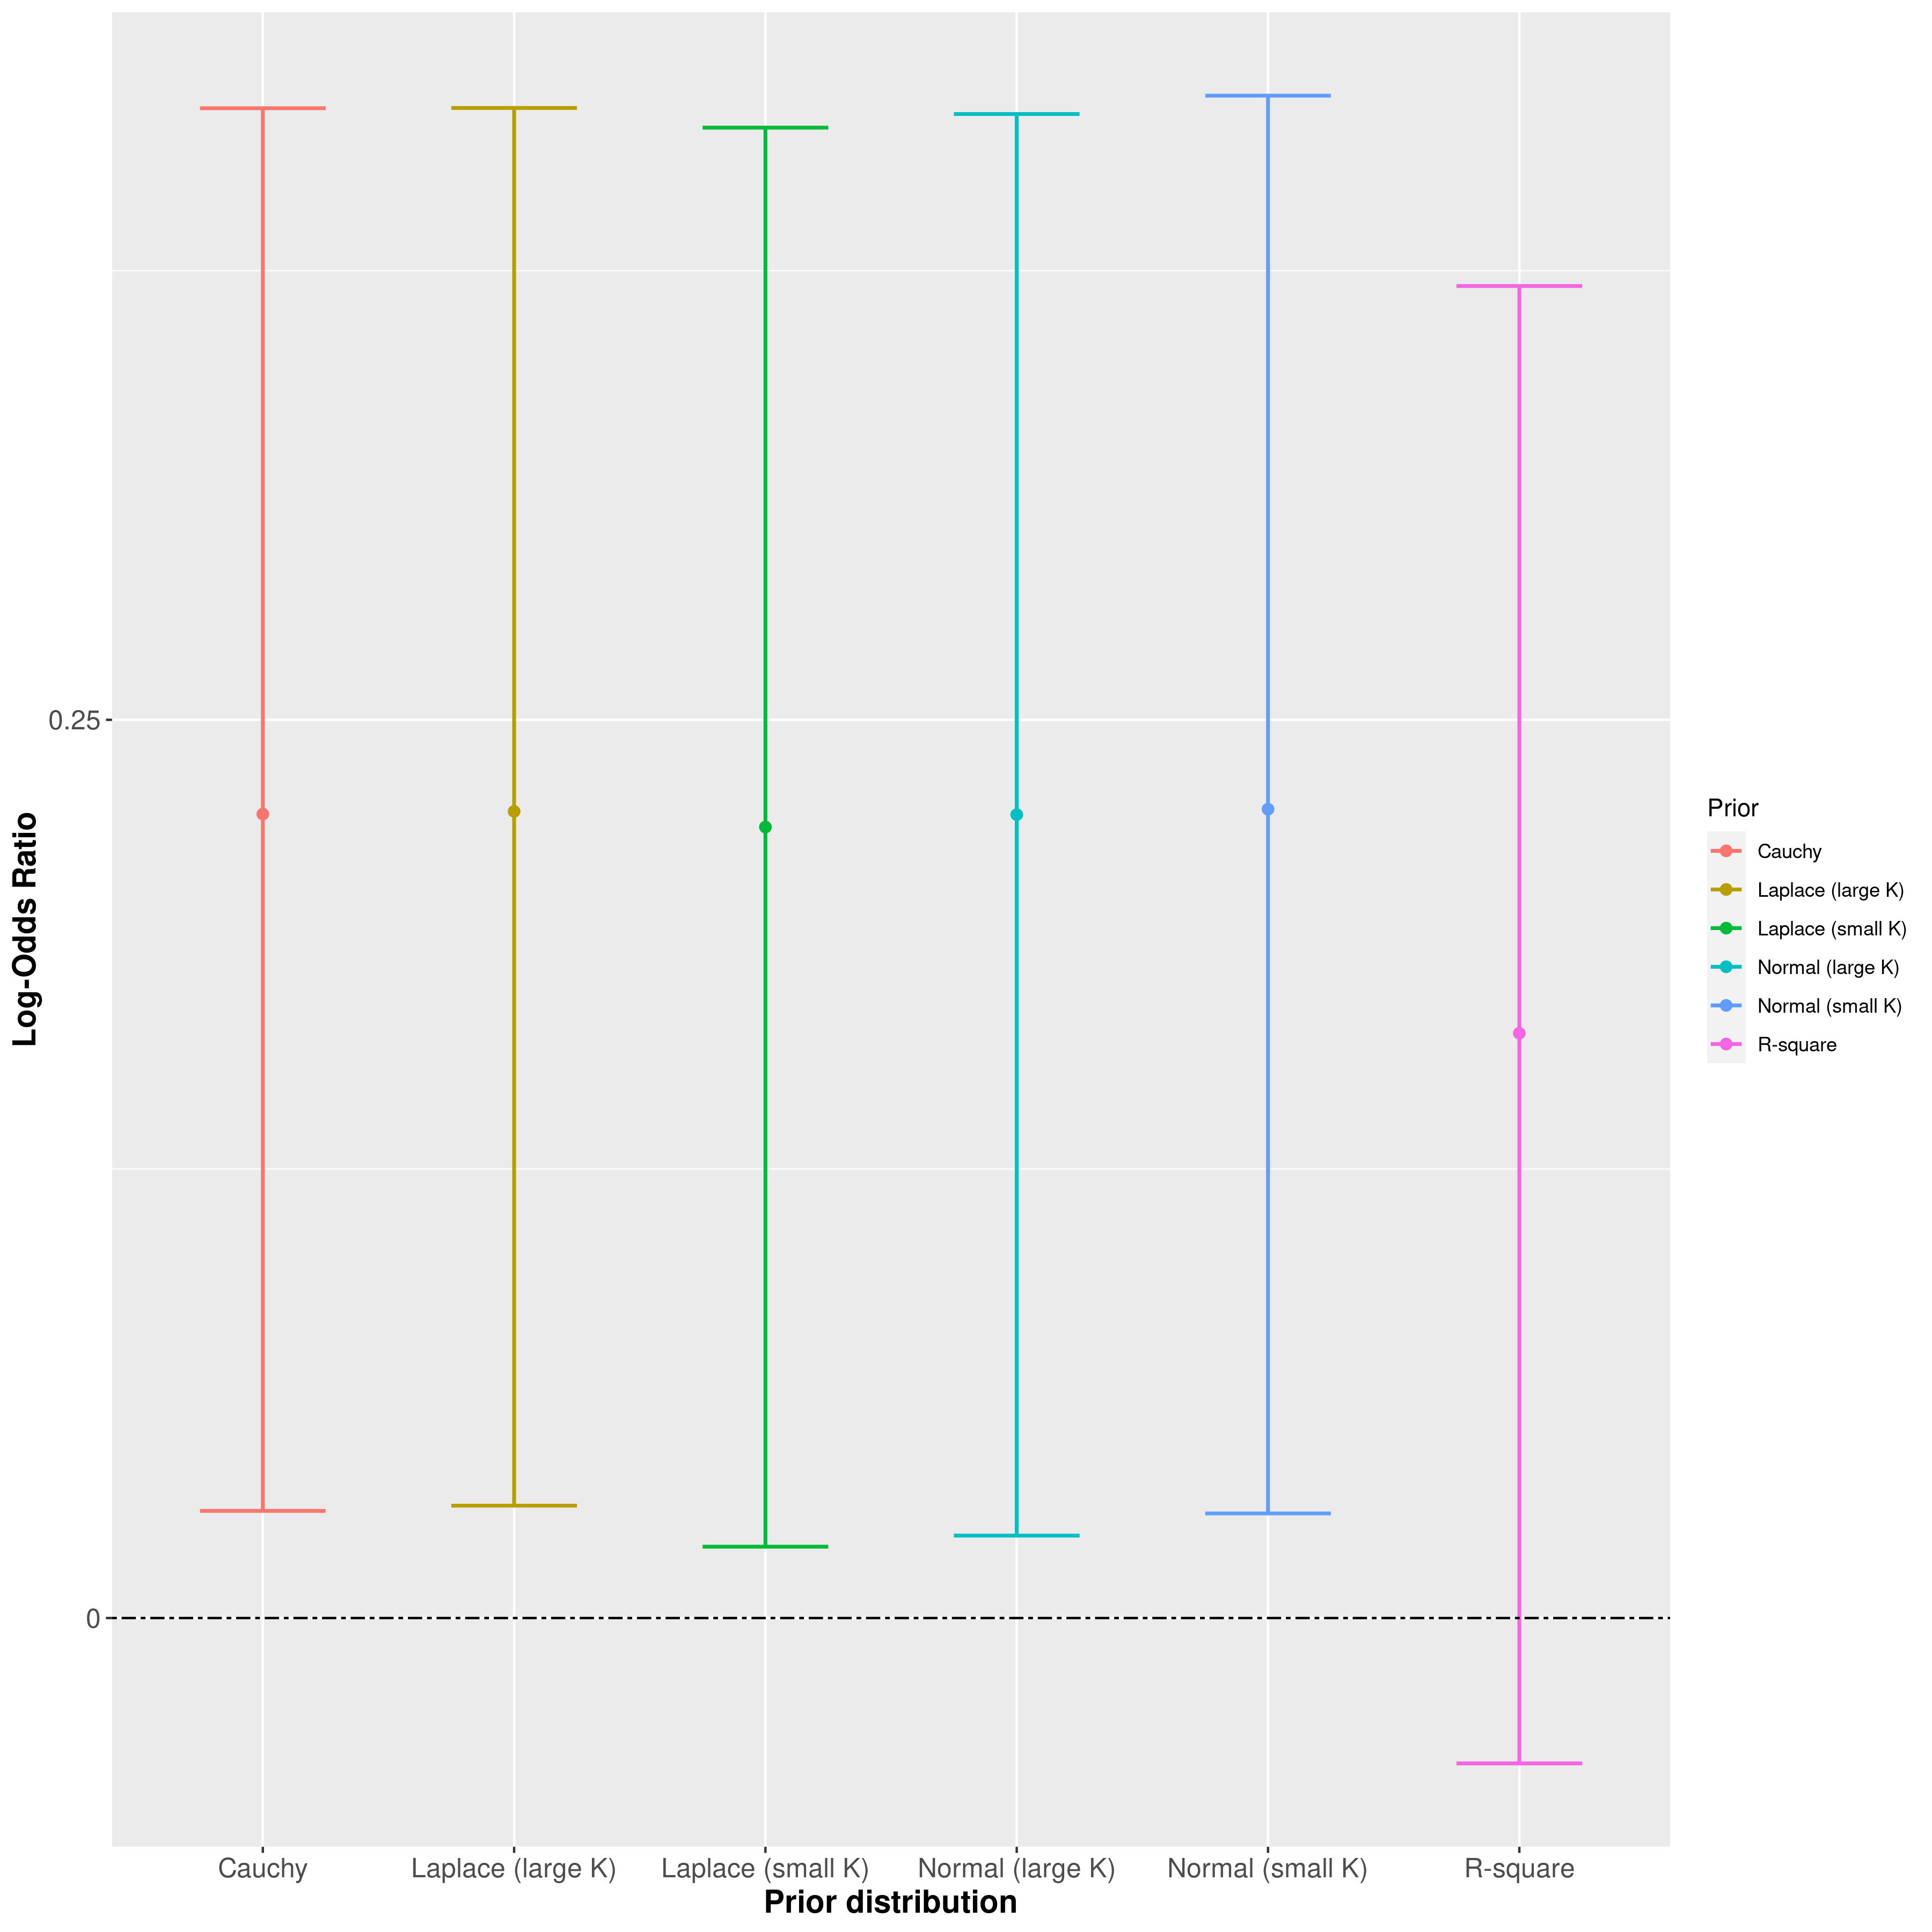 Log-Odds Ratio
0.25
0
Cauchy
Laplace (large K)
Laplace (small K)
Normal (large K)
Normal (small K)
R-square
Prior distribution
Prior
Cauchy
Laplace (large K)
Laplace (small K)
Normal (large K)
Normal (small K)
R-square